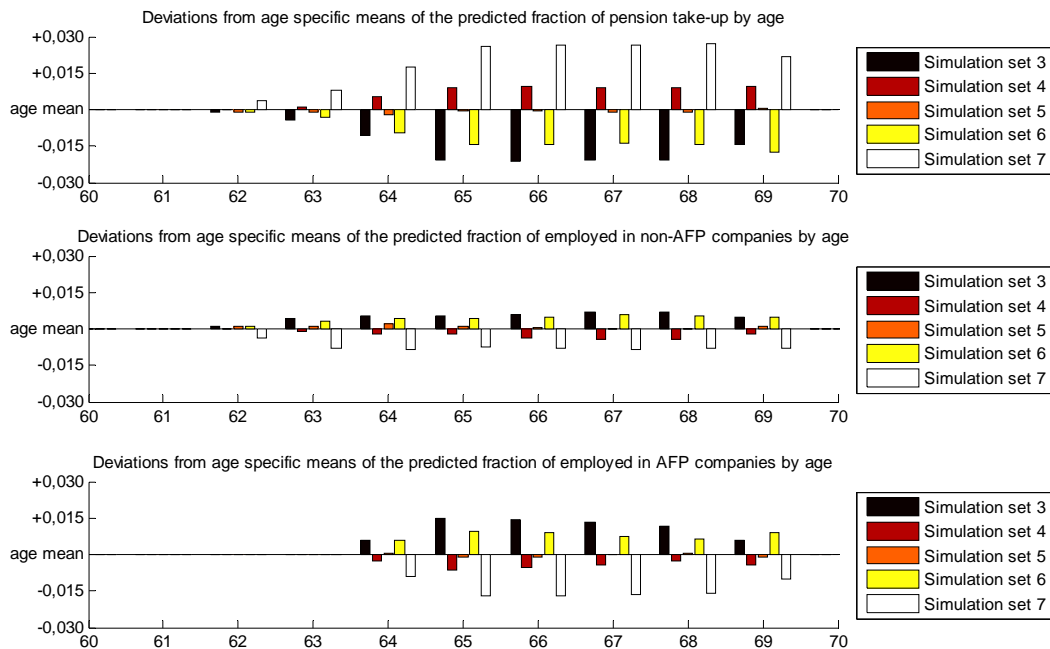 Deviations from age specific means of the predicted fraction of pension take-up by age
+0,030
+0,015
age mean
-0,015
-0,030
60 61 62 63 64 65 66 67 68 69 70
Simulation set 3
Simulation set 4
Simulation set 5
Simulation set 6
Simulation set 7
Deviations from age specific means of the predicted fraction of employed in non-AFP companies by age
+0,030
+0,015
age mean
-0,015
-0,030
60 61 62 63 64 65 66 67 68 69 70
Simulation set 3
Simulation set 4
Simulation set 5
Simulation set 6
Simulation set 7
Deviations from age specific means of the predicted fraction of employed in AFP companies by age
+0,030
+0,015
age mean
-0,015
-0,030
60 61 62 63 64 65 66 67 68 69 70
Simulation set 3
Simulation set 4
Simulation set 5
Simulation set 6
Simulation set 7